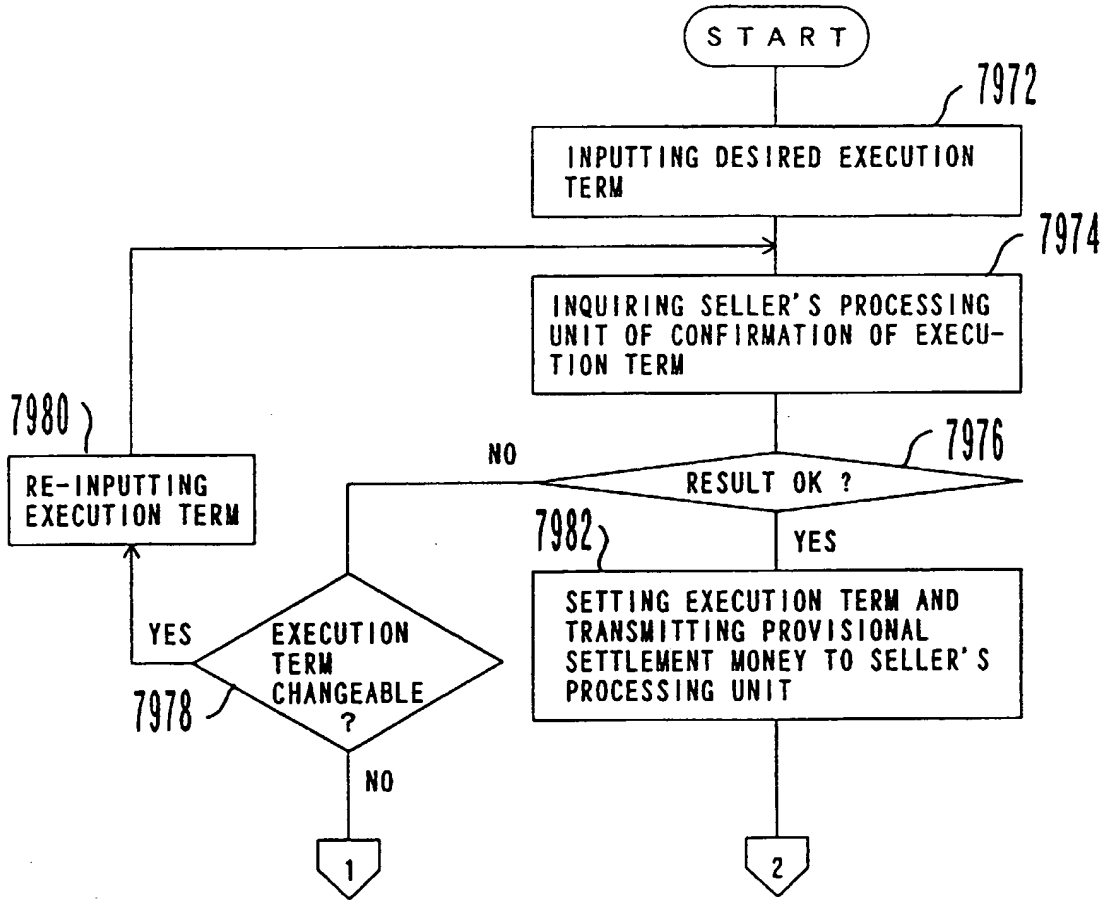 START
7972
INPUTTING DESIRED EXECUTION
TERM
7974
INQUIRING SELLER'S PROCESSING
UNIT OF CONFIRMATION OF EXECU-
TION TERM
7980
RE-INPUTTING
EXECUTION TERM
NO
7976
RESULT OK ?
YES
7982
SETTING EXECUTION TERM AND
TRANSMITTING PROVISIONAL
SETTLEMENT MONEY TO SELLER'S
PROCESSING UNIT
YES
EXECUTION
TERM
CHANGEABLE
?
7978
NO
1
2